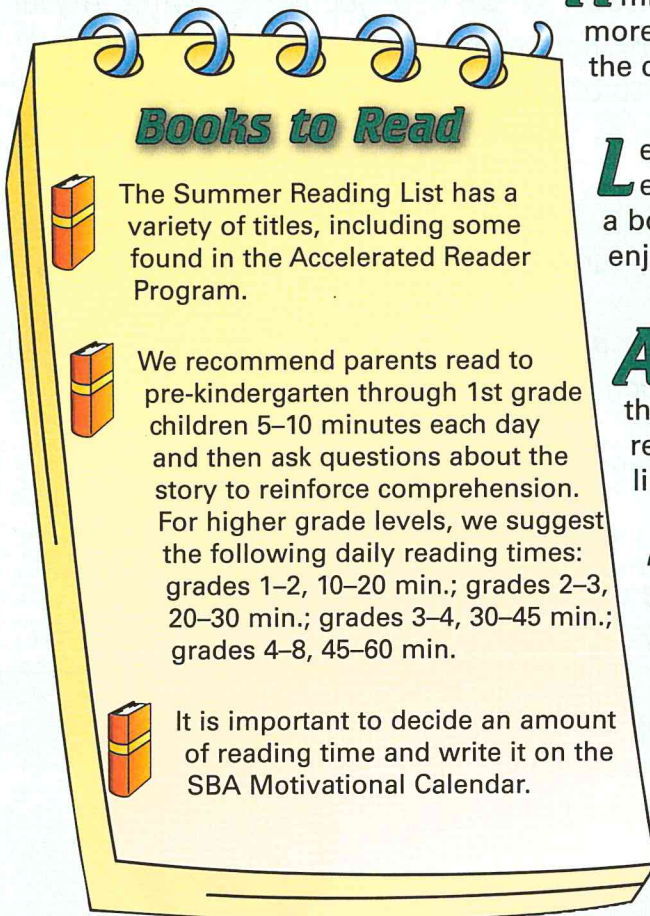 Books to Read
The Summer Reading List has a
variety of titles, including some
found in the Accelerated Reader
Program.
We recommend parents read to
pre-kindergarten through 1st grade
children 5–10 minutes each day
and then ask questions about the
story to reinforce comprehension.
For higher grade levels, we suggest
the following daily reading times:
grades 1–2, 10–20 min.; grades 2–3,
20–30 min.; grades 3–4, 30–45 min.;
grades 4–8, 45–60 min.
It is important to decide an amount
of reading time and write it on the
SBA Motivational Calendar.
more
the
a